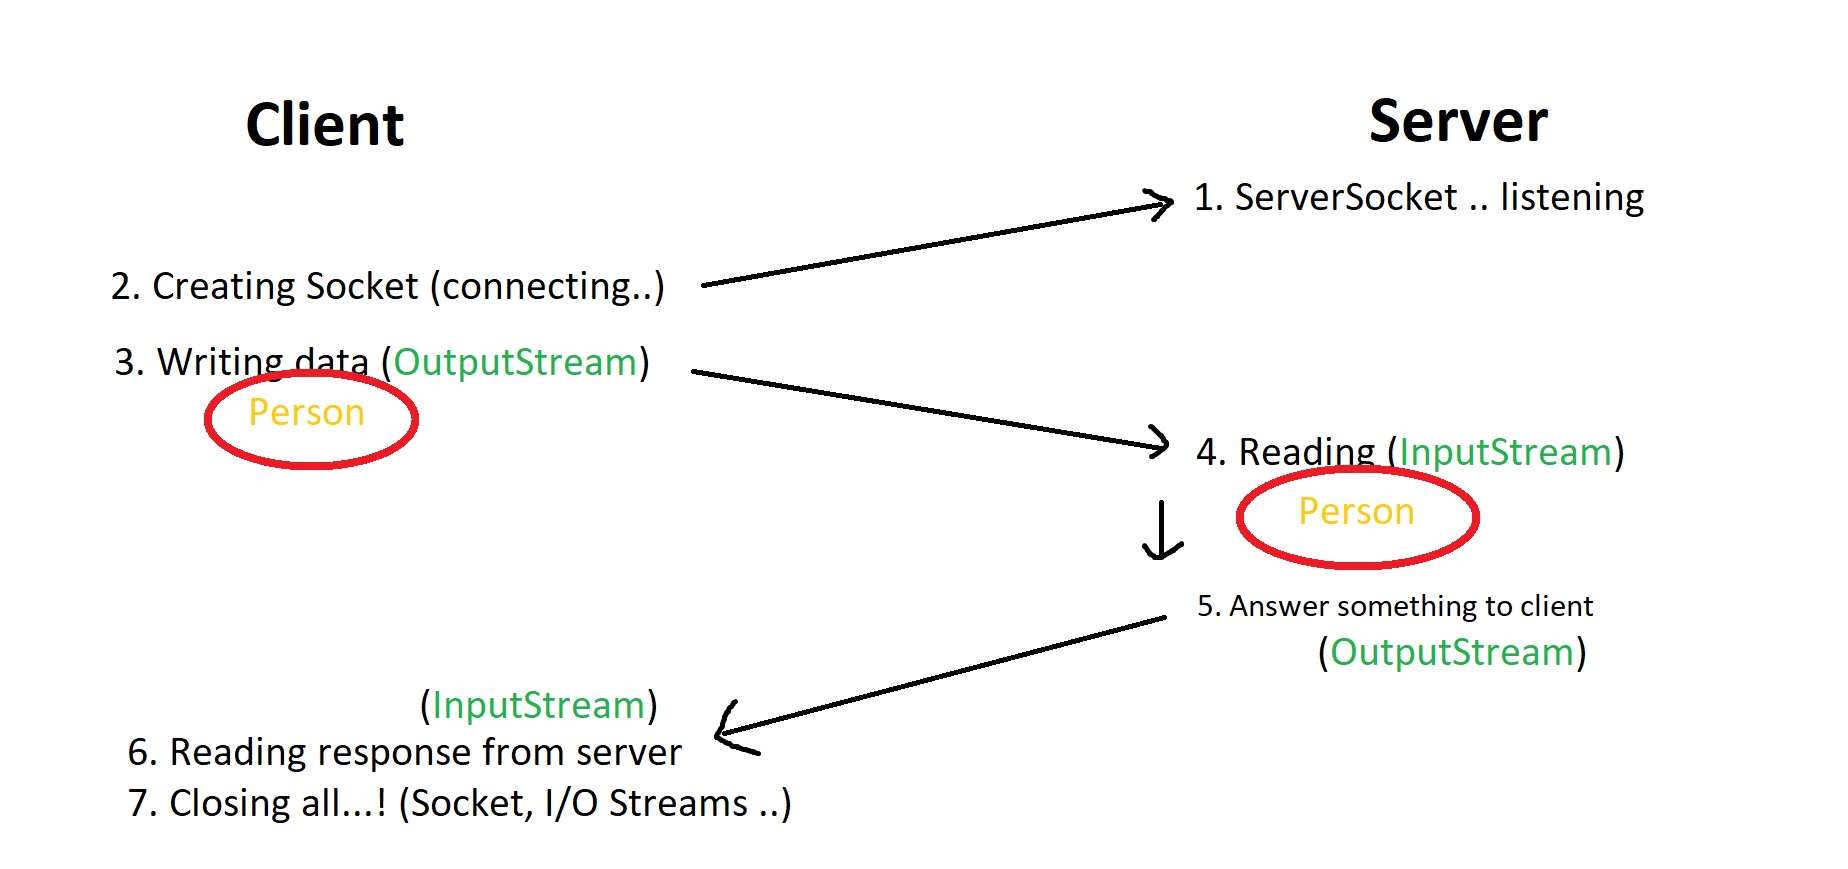 Client
Server
1. ServerSocket .. listening
2. Creating Socket (connecting..)
3. Writing data (OutputStream)
Person
4. Reading (InputStream)
Person
5. Answer something to client
(OutputStream)
(InputStream)
6. Reading response from server
7. Closing all...! (Socket, I/O Streams ..)